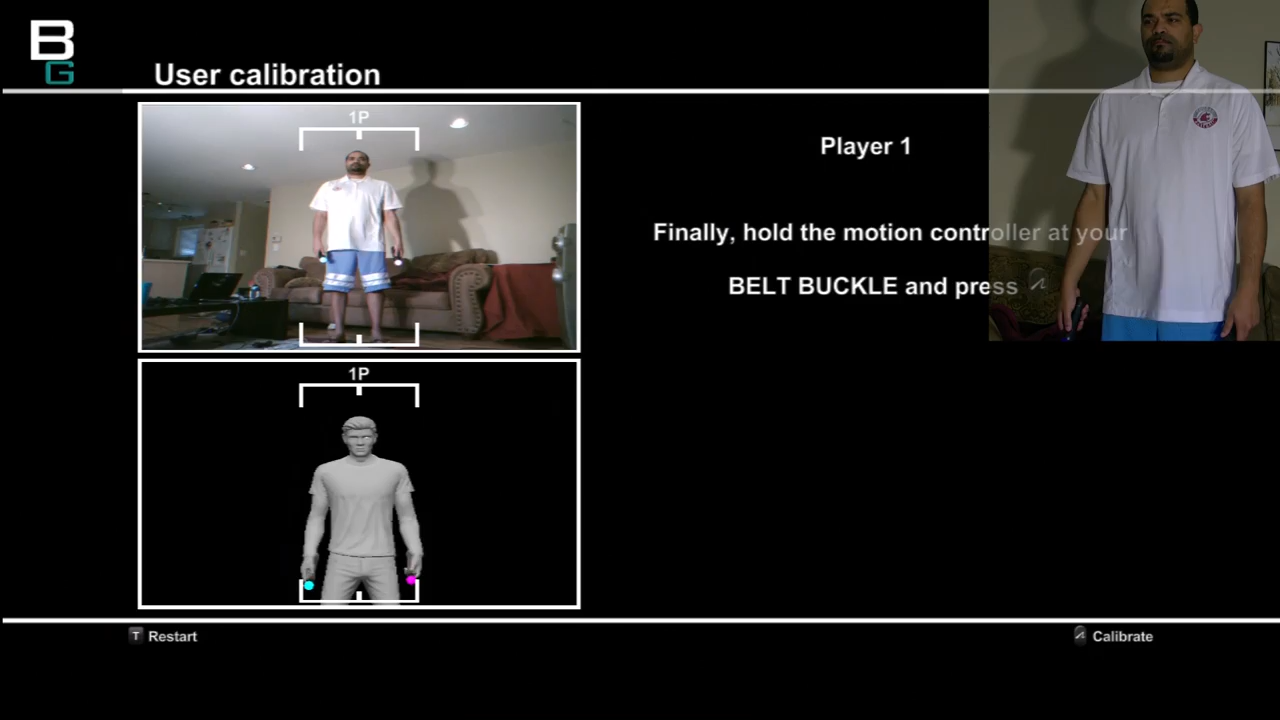 B
G
User calibration
1P
Player 1
Finally, hold the motion controller at your
BELT BUCKLE and press
1P
T Restart
Calibrate